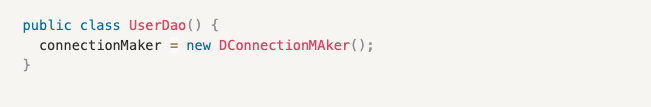 public class UserDao() {
  connectionMaker = new DConnectionMAker();
}